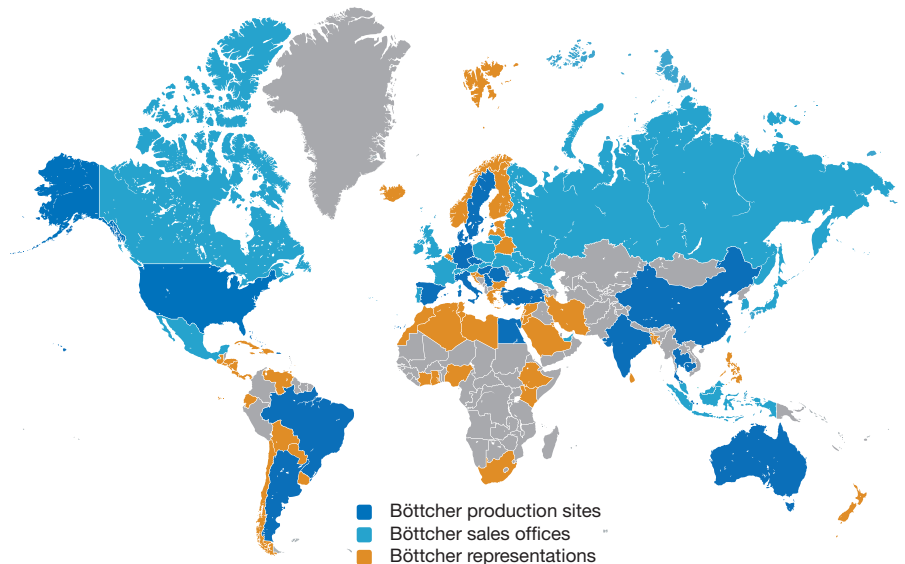 Böttcher production sites
Böttcher sales offices
Böttcher representations